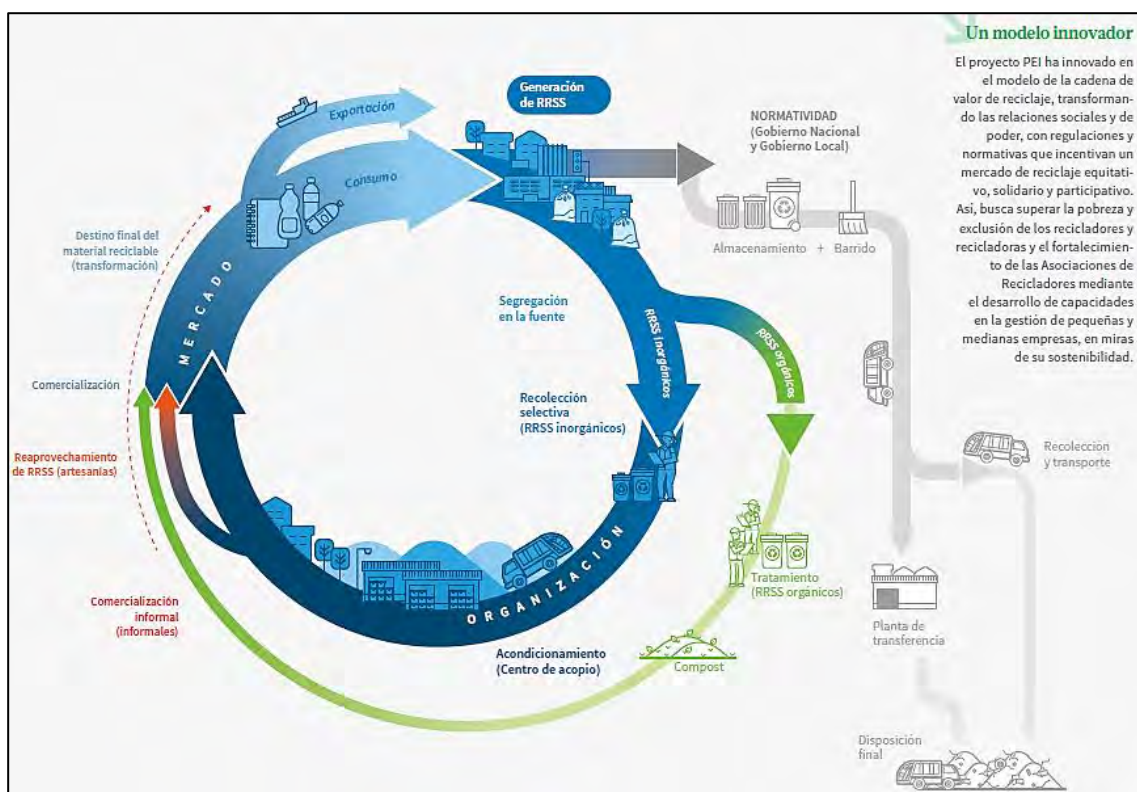 Un modelo innovador
El proyecto PEI ha innovado en
el modelo de la cadena de
valor de reciclaje, transforman-
do las relaciones sociales y de
poder, con regulaciones y
normativas que incentivan un
mercado de reciclaje equitati-
vo, solidario y participativo.
Así, busca superar la pobreza y
exclusión de los recicladores y
recicladoras y el fortalecimien-
to de las Asociaciones de
Recicladores mediante
el desarrollo de capacidades
en la gestión de pequeñas y
medianas empresas, en miras
de su sostenibilidad.
Generación
de RRSS
Exportación
Consumo
NORMATIVIDAD
(Gobierno Nacional
y Gobierno Local)
Almacenamiento + Barrido
Destino final del
material reciclable
(transformación)
MERCADO
Segregación
en la fuente
RRSS inorgánicos
RRSS orgánicos
Comercialización
Recolección
selectiva
(RRSS inorgánicos)
Reaprovechamiento
de RRSS (artesanías)
Recolección
y transporte
ORGANIZACIÓN
Tratamiento
(RRSS orgánicos)
Comercialización
informal
(informales)
Planta de
transferencia
Acondicionamiento
(Centro de acopio)
Compost
Disposición
final